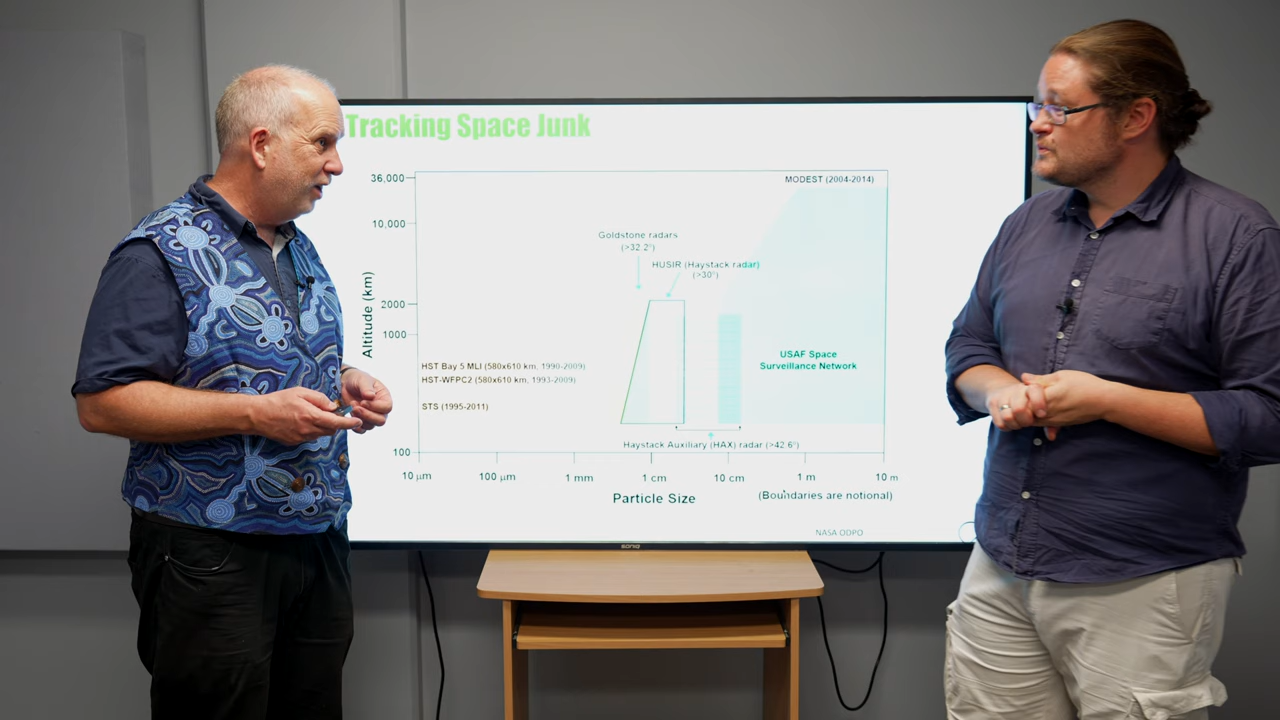 Tracking Space Junk
36,000
MODEST (2004-2014)
10,000
Goldstone radars
(>32.2°)
HUSIR (Haystack radar)
(>30°)
2000
1000
Altitude (km)
USAF Space
Surveillance Network
HST Bay 5 MLI (580x610 km, 1990-2009)
HST-WFPC2 (580x610 km, 1993-2009)
STS (1995-2011)
Haystack Auxiliary (HAX) radar (>42.6°)
100
10 µm
100 µm
1 mm
1 cm
10 cm
1 m
10 m
Particle Size
(Boundaries are notional)
NASA ODPO
SONIQ